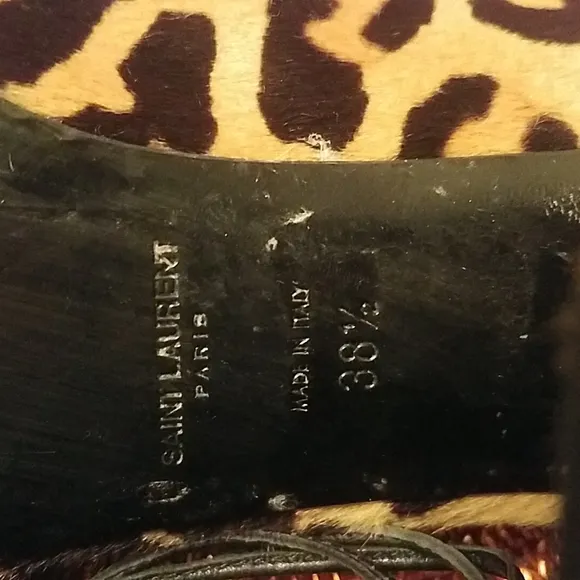 SAINT LAURENT
PARIS
MADE IN ITALY
38½